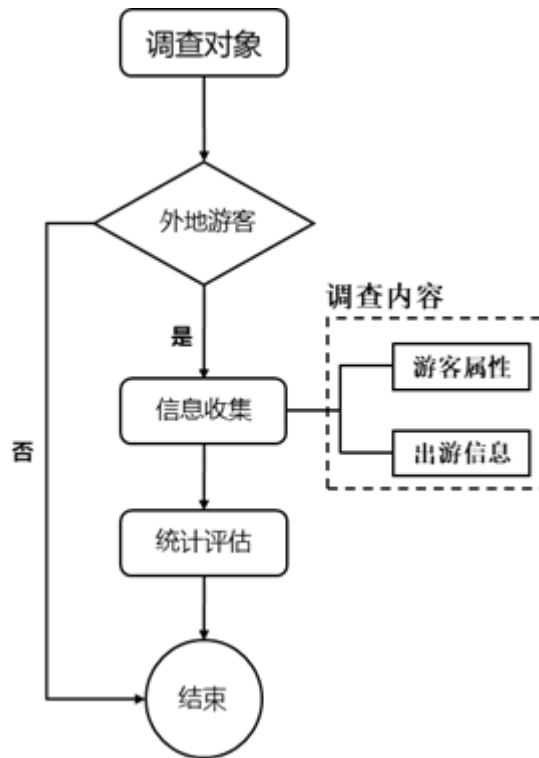 调查对象
外地游客
调查内容
是
游客属性
信息收集
否
出游信息
统计评估
结束